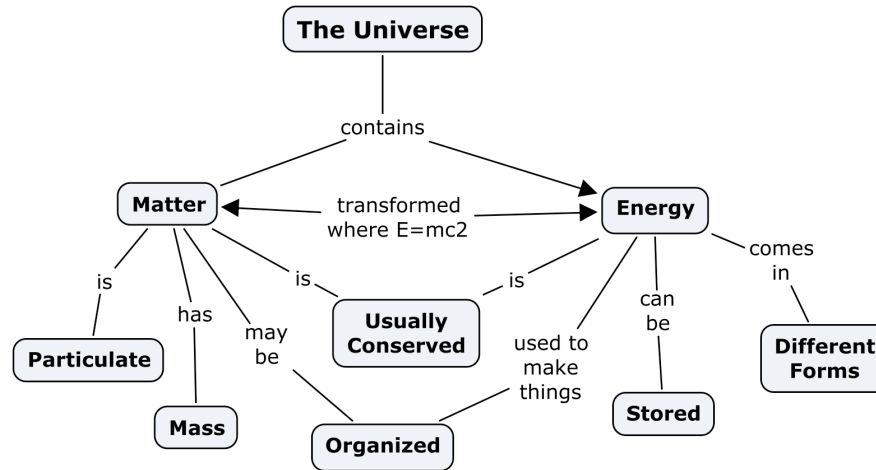 The Universe
contains
Matter
transformed
where E=mc2
Energy
is
has
may
be
is
is
used to
make
things
can
be
comes
in
Particulate
Mass
Usually
Conserved
Organized
Stored
Different
Forms